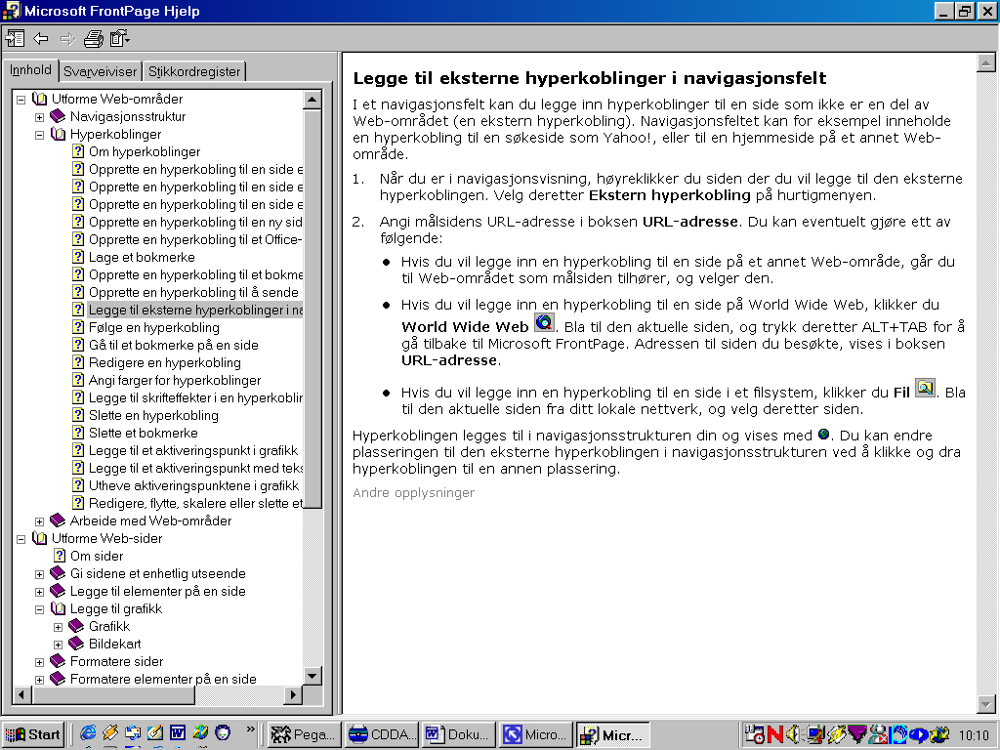 Microsoft FrontPage Hjelp
Innhold
Svarveiviser
Stikkordregister
Utforme Web-områder
Navigasjonsstruktur
Hyperkoblinger
Om hyperkoblinger
Opprette en hyperkobling til en side e
Opprette en hyperkobling til en side e
Opprette en hyperkobling til en side e
Opprette en hyperkobling til en ny sid
Opprette en hyperkobling til et Office-
Lage et bokmerke
Opprette en hyperkobling til et bokme
Opprette en hyperkobling til å sende
Legge til eksterne hyperkoblinger i na
Følge en hyperkobling
Gå til et bokmerke på en side
Redigere en hyperkobling
Angi farger for hyperkoblinger
Legge til skrifteffekter i en hyperkoblin
Slette en hyperkobling
Slette et bokmerke
Legge til et aktiveringspunkt i grafikk
Legge til et aktiveringspunkt med teks
Utheve aktiveringspunktene i grafikk
Redigere, flytte, skalere eller slette et
Arbeide med Web-områder
Utforme Web-sider
Om sider
Gi sidene et enhetlig utseende
Legge til elementer på en side
Legge til grafikk
Grafikk
Bildekart
Formatere sider
Formatere elementer på en side
Legge til eksterne hyperkoblinger i navigasjonsfelt
I et navigasjonsfelt kan du legge inn hyperkoblinger til en side som ikke er en del av
Web-området (en ekstern hyperkobling). Navigasjonsfeltet kan for eksempel inneholde
en hyperkobling til en søkeside som Yahoo!, eller til en hjemmeside på et annet Web-
område.
1. Når du er i navigasjonsvisning, høyreklikker du siden der du vil legge til den eksterne
hyperkoblingen. Velg deretter Ekstern hyperkobling på hurtigmenyen.
2. Angi målsidens URL-adresse i boksen URL-adresse. Du kan eventuelt gjøre ett av
følgende:
• Hvis du vil legge inn en hyperkobling til en side på et annet Web-område, går du
til Web-området som målsiden tilhører, og velger den.
• Hvis du vil legge inn en hyperkobling til en side på World Wide Web, klikker du
World Wide Web . Bla til den aktuelle siden, og trykk deretter ALT+TAB for å
gå tilbake til Microsoft FrontPage. Adressen til siden du besøkte, vises i boksen
URL-adresse.
• Hvis du vil legge inn en hyperkobling til en side i et filsystem, klikker du Fil . Bla
til den aktuelle siden fra ditt lokale nettverk, og velg deretter siden.
Hyperkoblingen legges til i navigasjonsstrukturen din og vises med . Du kan endre
plasseringen til den eksterne hyperkoblingen i navigasjonsstrukturen ved å klikke og dra
hyperkoblingen til en annen plassering.
Andre opplysninger
Start
Pega...
CDDA...
Doku...
Micro...
Micr...
10:10